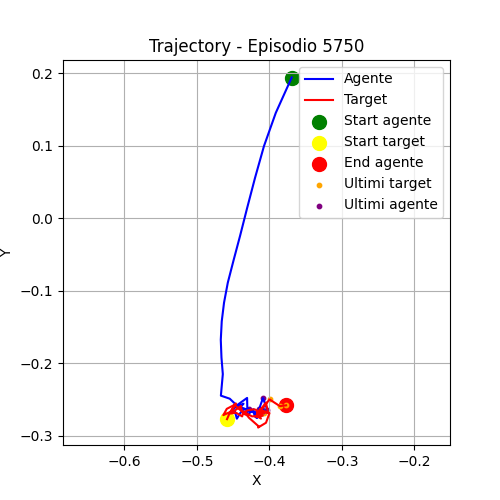 Trajectory - Episodio 5750
Agente
Target
Start agente
Start target
End agente
Ultimi target
Ultimi agente
0.2
0.1
0.0
−0.1
−0.2
−0.3
Y
−0.6
−0.5
−0.4
−0.3
−0.2
X